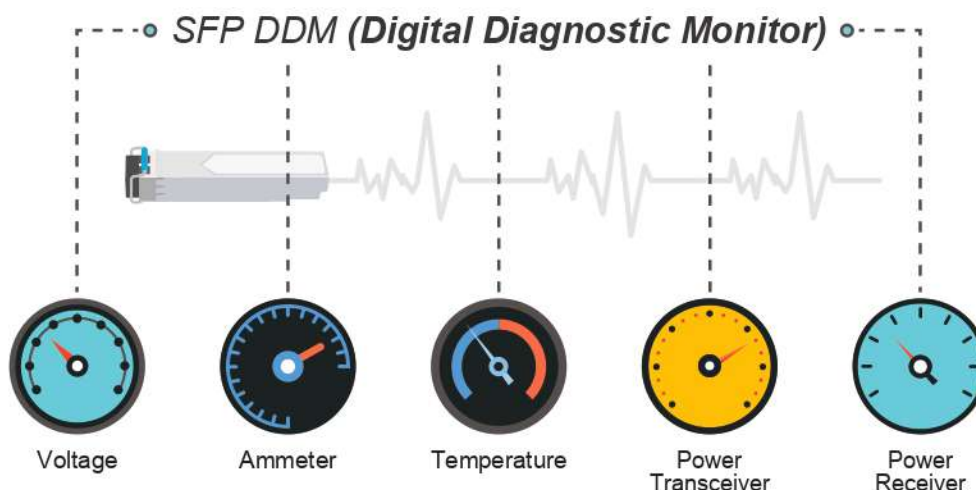 SFP DDM (Digital Diagnostic Monitor)
Voltage
Ammeter
Temperature
Power
Transceiver
Power
Receiver